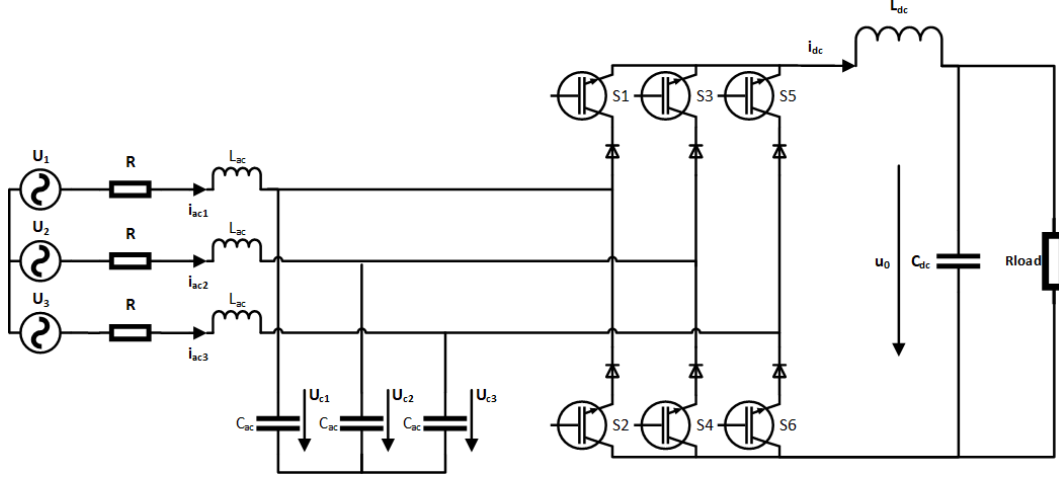 Ldc
idc
S1
S3
S5
U1
R
Lac
iac1
U2
R
Lac
iac2
u0
Cdc
Rload
U3
R
Lac
iac3
Uc1
Uc2
Uc3
Cac
Cac
Cac
S2
S4
S6